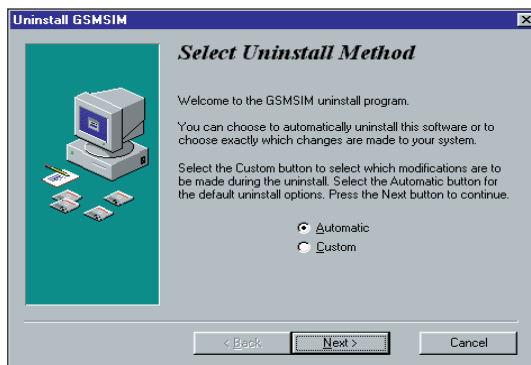 Uninstall GSMSIM
Select Uninstall Method
Welcome to the GSMSIM uninstall program.
You can choose to automatically uninstall this software or to
choose exactly which changes are made to your system.
Select the Custom button to select which modifications are to
be made during the uninstall. Select the Automatic button for
the default uninstall options. Press the Next button to continue.
Automatic
Custom
< Back
Next >
Cancel